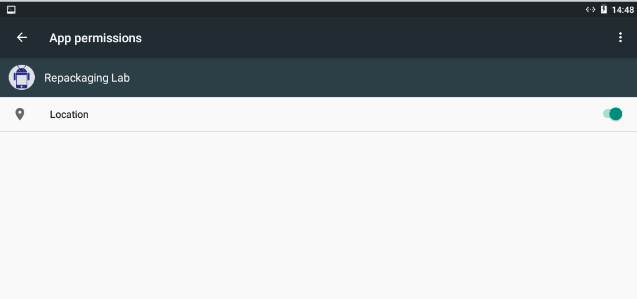 14:48
App permissions
Repackaging Lab
Location